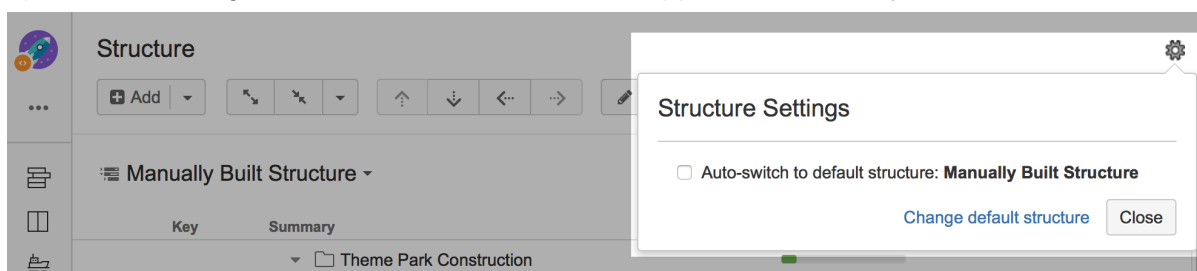 Structure
Add
Structure Settings
Auto-switch to default structure: Manually Built Structure
Change default structure Close
Manually Built Structure
Key Summary
Theme Park Construction